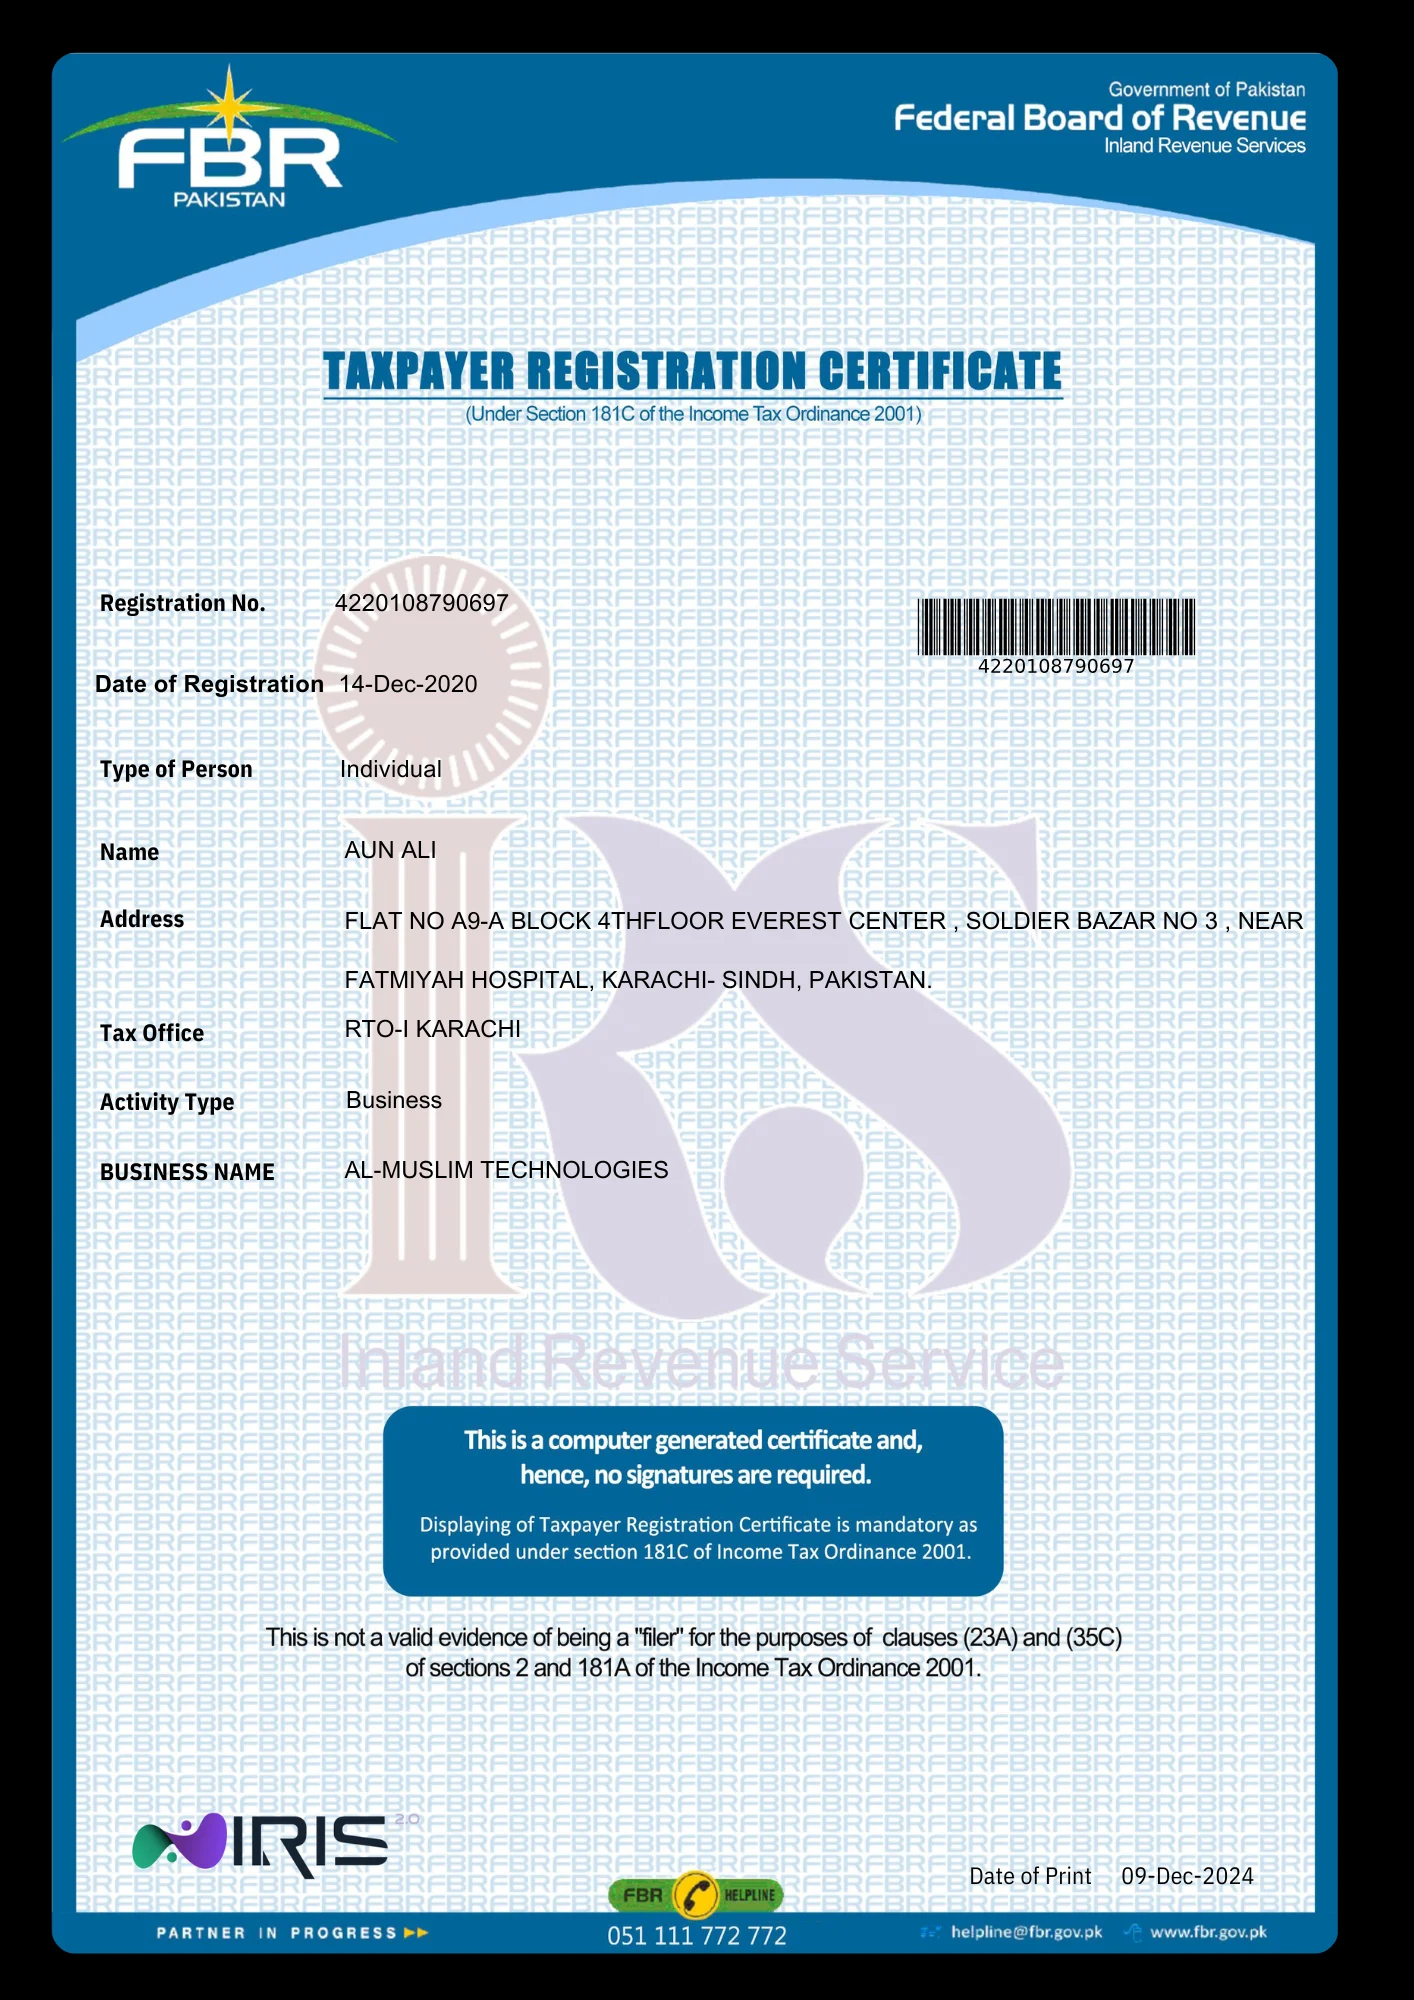 FBR
PAKISTAN
Government of Pakistan
Federal Board of Revenue
Inland Revenue Services
TAXPAYER REGISTRATION CERTIFICATE
(Under Section 181C of the Income Tax Ordinance 2001)
Registration No. 4220108790697
4220108790697
Date of Registration 14-Dec-2020
Type of Person Individual
Name AUN ALI
Address FLAT NO A9-A BLOCK 4THFLOOR EVEREST CENTER , SOLDIER BAZAR NO 3 , NEAR
FATMIYAH HOSPITAL, KARACHI- SINDH, PAKISTAN.
Tax Office RTO-I KARACHI
Activity Type Business
BUSINESS NAME AL-MUSLIM TECHNOLOGIES
iRS
Inland Revenue Service
This is a computer generated certificate and,
hence, no signatures are required.
Displaying of Taxpayer Registration Certificate is mandatory as
provided under section 181C of Income Tax Ordinance 2001.
This is not a valid evidence of being a "filer" for the purposes of clauses (23A) and (35C)
of sections 2 and 181A of the Income Tax Ordinance 2001.
IRIS 2.0
Date of Print 09-Dec-2024
FBR HELPLINE
PARTNER IN PROGRESS
051 111 772 772
helpline@fbr.gov.pk
www.fbr.gov.pk